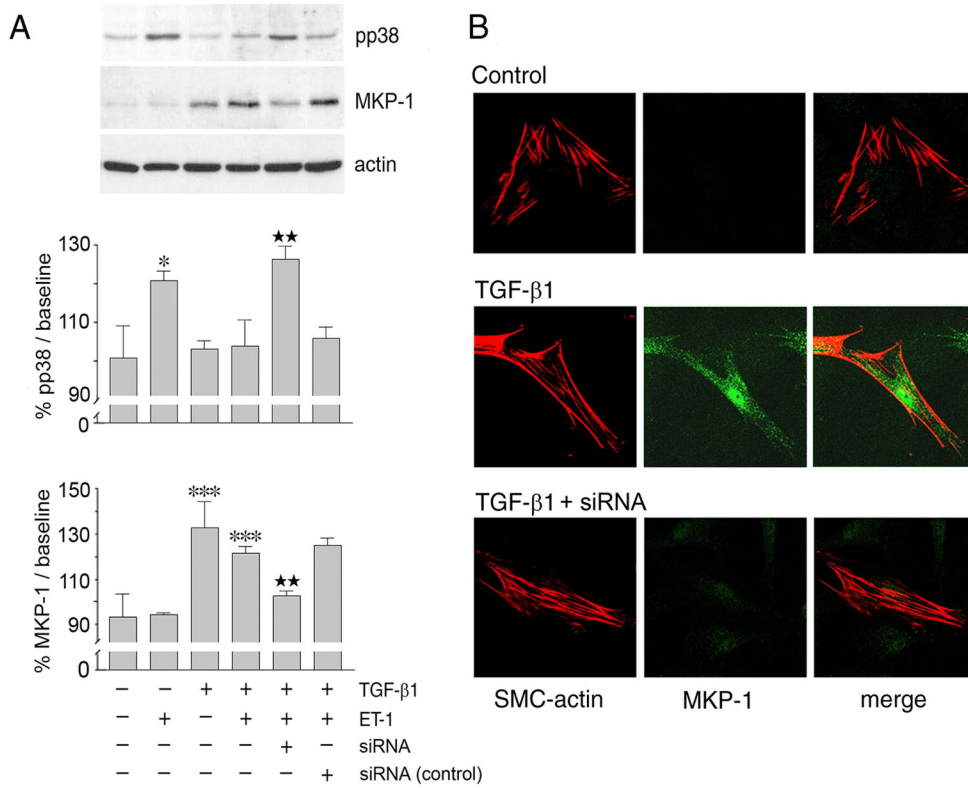 A
pp38
MKP-1
actin
% pp38 / baseline
130
110
90
0
*
★★
% MKP-1 / baseline
150
130
110
90
0
***
***
★★
− − + + + + TGF-β1
− + − + + + ET-1
− − − − + − siRNA
− − − − − + siRNA (control)
B
Control
TGF-β1
TGF-β1 + siRNA
SMC-actin MKP-1 merge